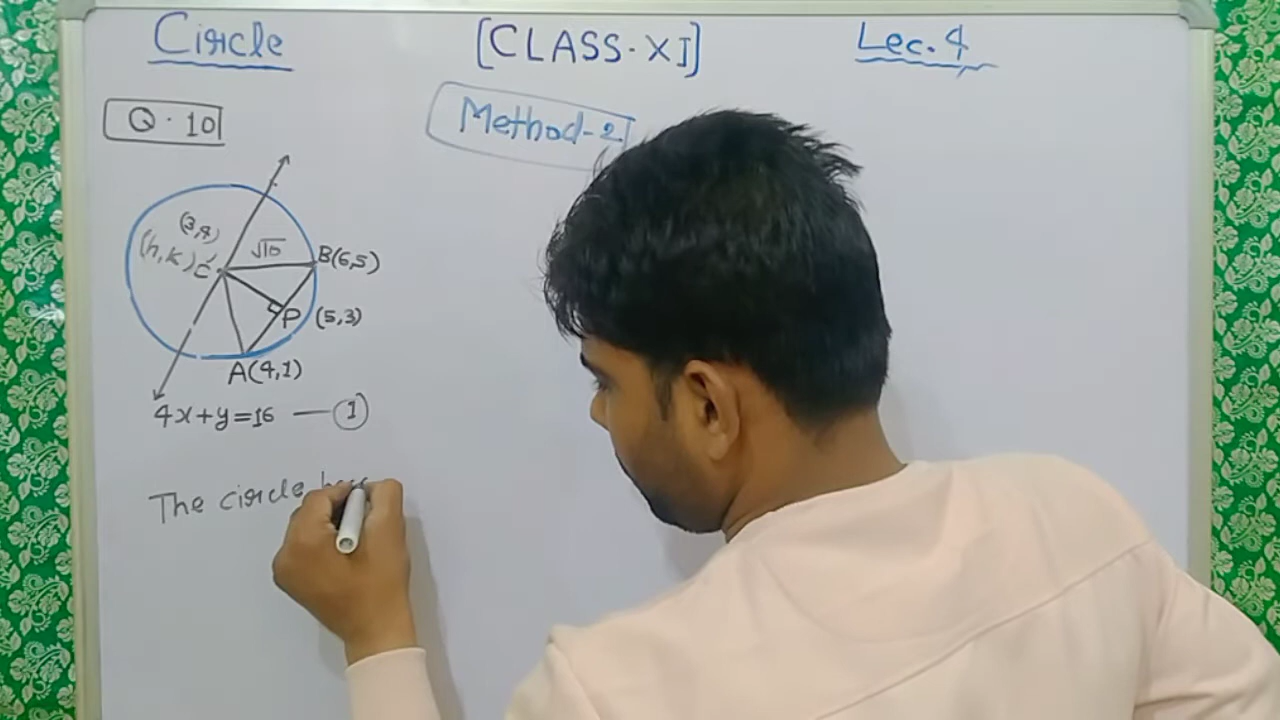 Circle [CLASS-XI] Lec. 4
Q. 10
Method-2
(3,4)
(h,k) C
√10
B(6,5)
P (5,3)
A(4,1)
4x+y=16 — 1
The circle